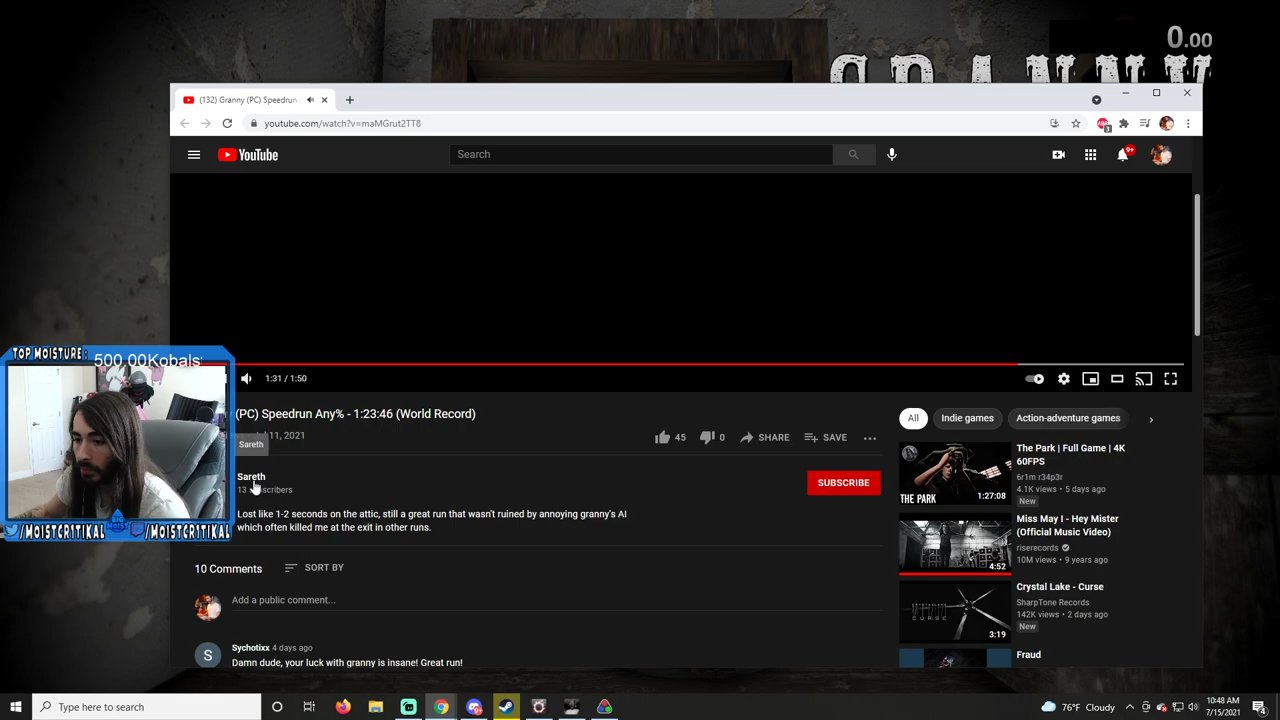 0.00
GRANNY
(132) Granny (PC) Speedrun
youtube.com/watch?v=maMGrut2TT8
YouTube
Search
9+
TOP MOISTURE:
500.00Kobals
1:31 / 1:50
(PC) Speedrun Any% - 1:23:46 (World Record)
11, 2021
45
0
SHARE
SAVE
Sareth
Sareth
13
SUBSCRIBE
Lost like 1-2 seconds on the attic, still a great run that wasn't ruined by annoying granny's AI
which often killed me at the exit in other runs.
/MOISTCR1TIKAL
BIG MOIST
/MOISTCR1TIKAL
10 Comments
SORT BY
Add a public comment...
S
Sychotixx 4 days ago
Damn dude, your luck with granny is insane! Great run!
All
Indie games
Action-adventure games
THE PARK
1:27:08
The Park | Full Game | 4K
60FPS
6r1m r34p3r
4.1K views • 5 days ago
New
4:52
Miss May I - Hey Mister
(Official Music Video)
riserecords
10M views • 9 years ago
3:19
Crystal Lake - Curse
SharpTone Records
142K views • 2 days ago
New
Fraud
Type here to search
76°F Cloudy
10:48 AM
7/15/2021